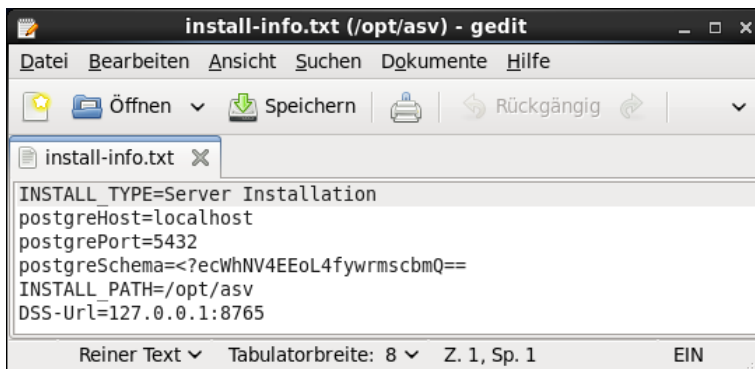 install-info.txt (/opt/asv) - gedit
Datei Bearbeiten Ansicht Suchen Dokumente Hilfe
Öffnen Speichern Rückgängig
install-info.txt
INSTALL_TYPE=Server Installation
postgreHost=localhost
postgrePort=5432
postgreSchema=<?ecWhNV4EEoL4fywrmscbmQ==
INSTALL_PATH=/opt/asv
DSS-Url=127.0.0.1:8765
Reiner Text Tabulatorbreite: 8 Z. 1, Sp. 1 EIN